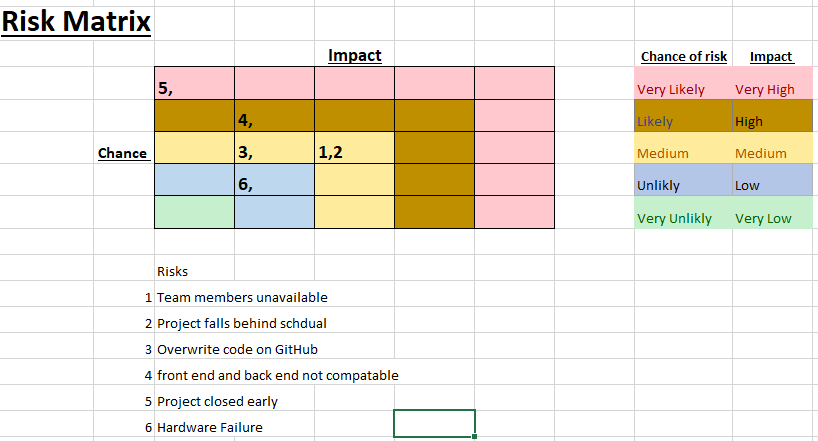 Risk Matrix
Impact
Chance of risk Impact
5, Very Likely Very High
4, Likely High
Chance 3, 1,2 Medium Medium
6, Unlikly Low
Very Unlikly Very Low
Risks
1 Team members unavailable
2 Project falls behind schdual
3 Overwrite code on GitHub
4 front end and back end not compatable
5 Project closed early
6 Hardware Failure